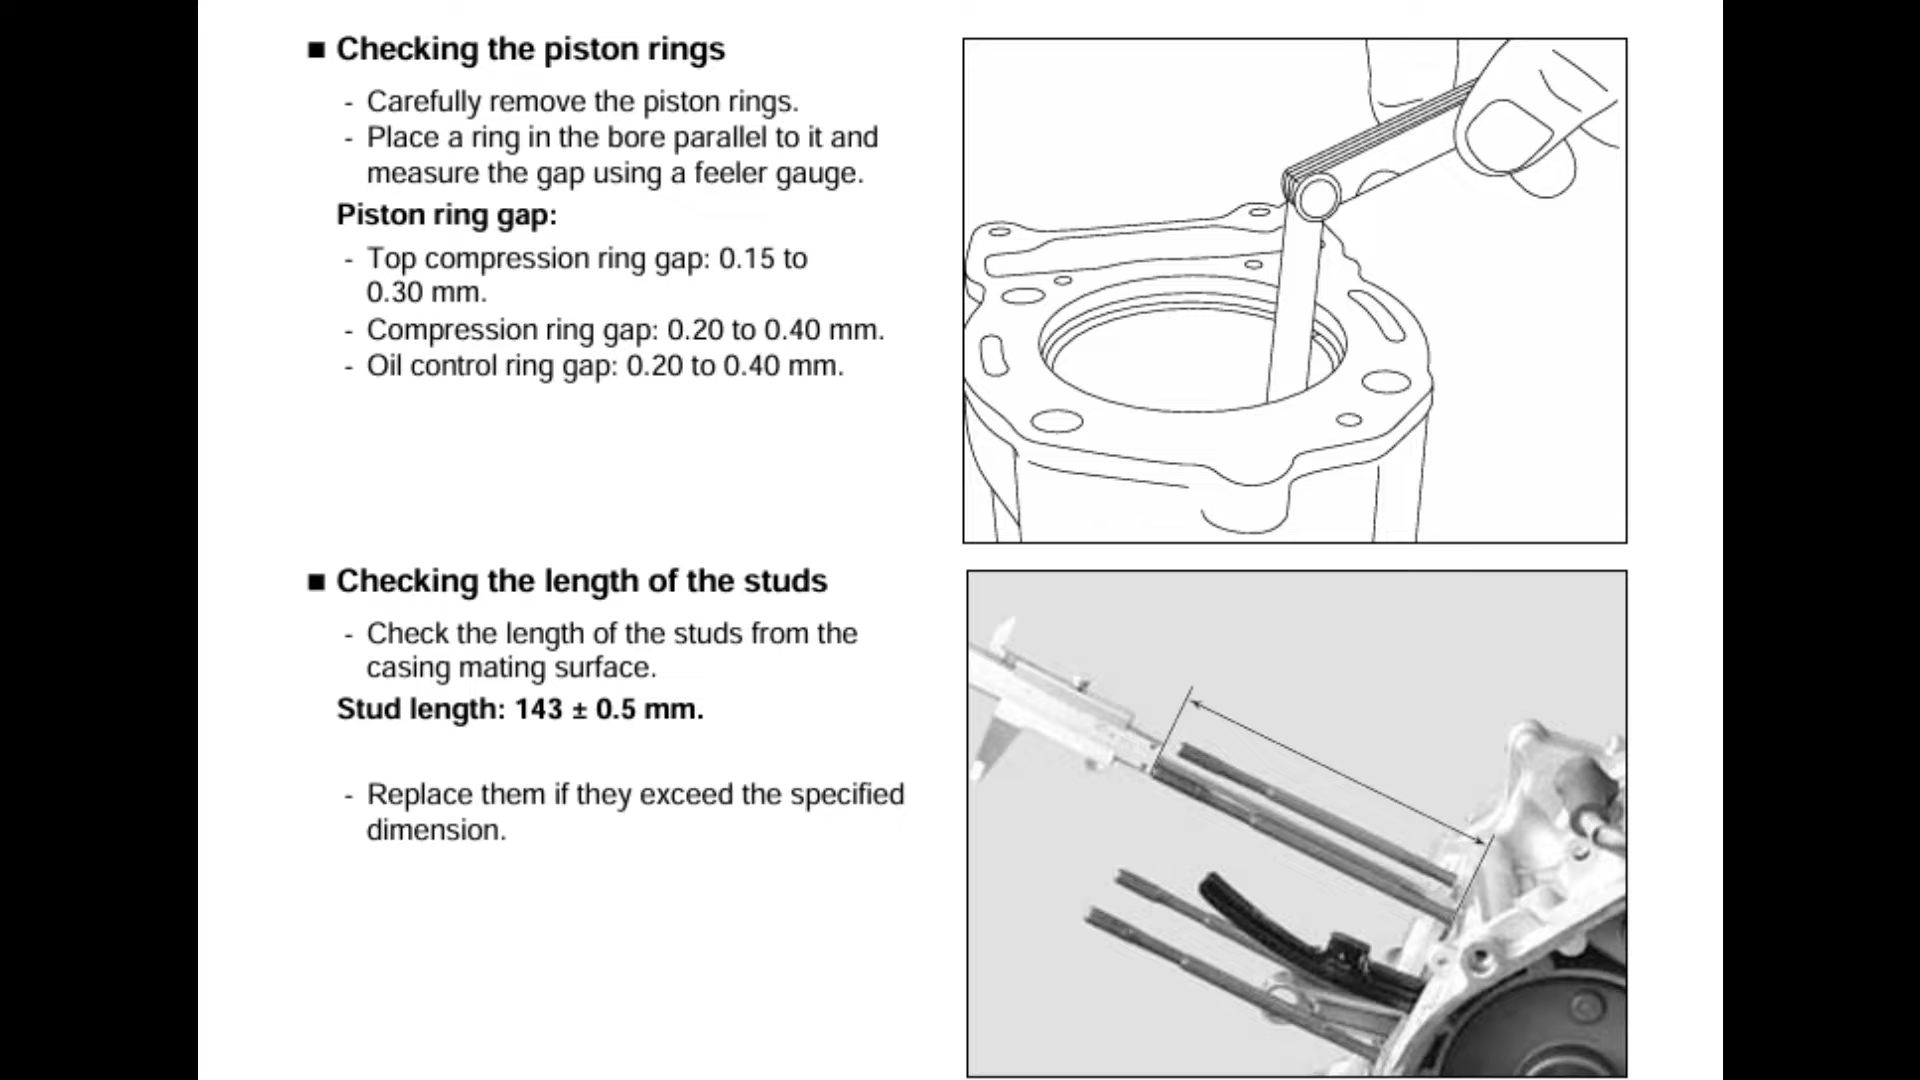 ■ Checking the piston rings
- Carefully remove the piston rings.
- Place a ring in the bore parallel to it and
measure the gap using a feeler gauge.
Piston ring gap:
- Top compression ring gap: 0.15 to
0.30 mm.
- Compression ring gap: 0.20 to 0.40 mm.
- Oil control ring gap: 0.20 to 0.40 mm.
■ Checking the length of the studs
- Check the length of the studs from the
casing mating surface.
Stud length: 143 ± 0.5 mm.
- Replace them if they exceed the specified
dimension.